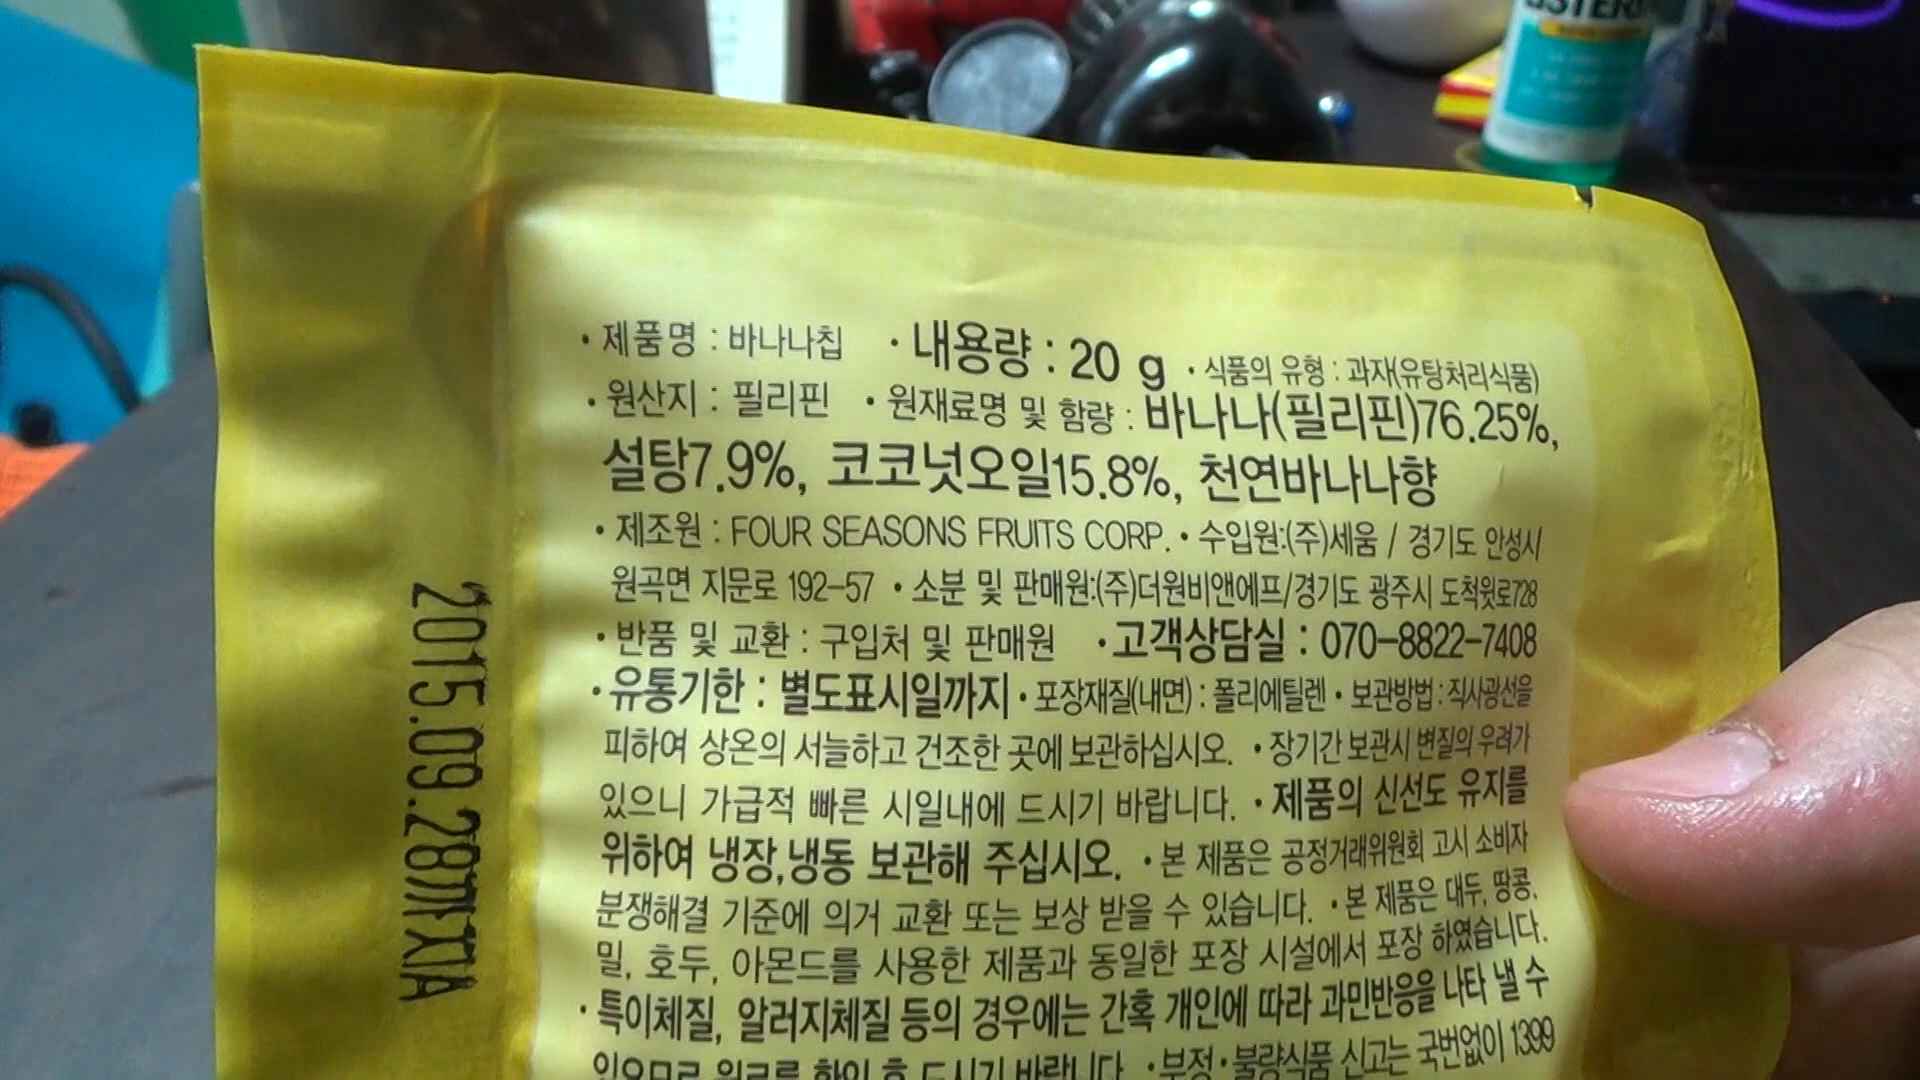 · 제품명 : 바나나칩 · 내용량 : 20 g · 식품의 유형 : 과자(유탕처리식품)
· 원산지 : 필리핀 · 원재료명 및 함량 : 바나나(필리핀)76.25%,
설탕7.9%, 코코넛오일15.8%, 천연바나나향
· 제조원 : FOUR SEASONS FRUITS CORP. · 수입원:(주)세움 / 경기도 안성시
원곡면 지문로 192-57 · 소분 및 판매원:(주)더원비앤에프/경기도 광주시 도척윗로728
· 반품 및 교환 : 구입처 및 판매원 · 고객상담실 : 070-8822-7408
· 유통기한 : 별도표시일까지 · 포장재질(내면) : 폴리에틸렌 · 보관방법 : 직사광선을
피하여 상온의 서늘하고 건조한 곳에 보관하십시오. · 장기간 보관시 변질의 우려가
있으니 가급적 빠른 시일내에 드시기 바랍니다. · 제품의 신선도 유지를
위하여 냉장,냉동 보관해 주십시오. · 본 제품은 공정거래위원회 고시 소비자
분쟁해결 기준에 의거 교환 또는 보상 받을 수 있습니다. · 본 제품은 대두, 땅콩,
밀, 호두, 아몬드를 사용한 제품과 동일한 포장 시설에서 포장 하였습니다.
· 특이체질, 알러지체질 등의 경우에는 간혹 개인에 따라 과민반응을 나타 낼 수
있으므로 원료를 확인 후 드시기 바랍니다. · 부정·불량식품 신고는 국번없이 1399
2015.09.28까지A